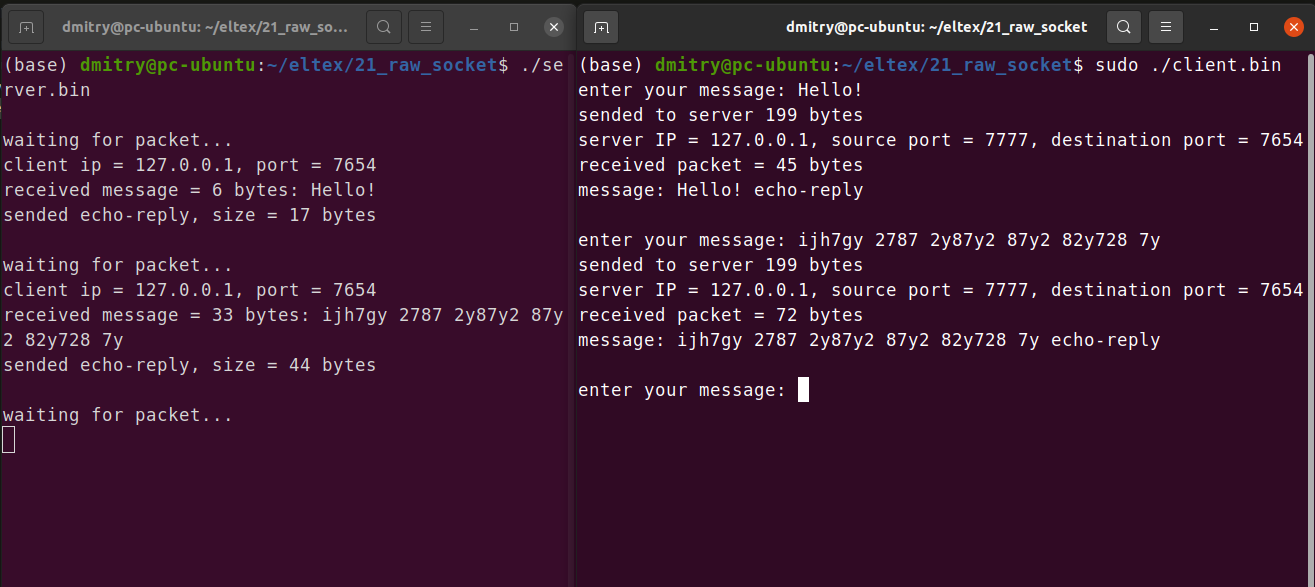 dmitry@pc-ubuntu: ~/eltex/21_raw_so...
(base) dmitry@pc-ubuntu:~/eltex/21_raw_socket$ ./se
rver.bin
waiting for packet...
client ip = 127.0.0.1, port = 7654
received message = 6 bytes: Hello!
sended echo-reply, size = 17 bytes
waiting for packet...
client ip = 127.0.0.1, port = 7654
received message = 33 bytes: ijh7gy 2787 2y87y2 87y
2 82y728 7y
sended echo-reply, size = 44 bytes
waiting for packet...
dmitry@pc-ubuntu: ~/eltex/21_raw_socket
(base) dmitry@pc-ubuntu:~/eltex/21_raw_socket$ sudo ./client.bin
enter your message: Hello!
sended to server 199 bytes
server IP = 127.0.0.1, source port = 7777, destination port = 7654
received packet = 45 bytes
message: Hello! echo-reply
enter your message: ijh7gy 2787 2y87y2 87y2 82y728 7y
sended to server 199 bytes
server IP = 127.0.0.1, source port = 7777, destination port = 7654
received packet = 72 bytes
message: ijh7gy 2787 2y87y2 87y2 82y728 7y echo-reply
enter your message: